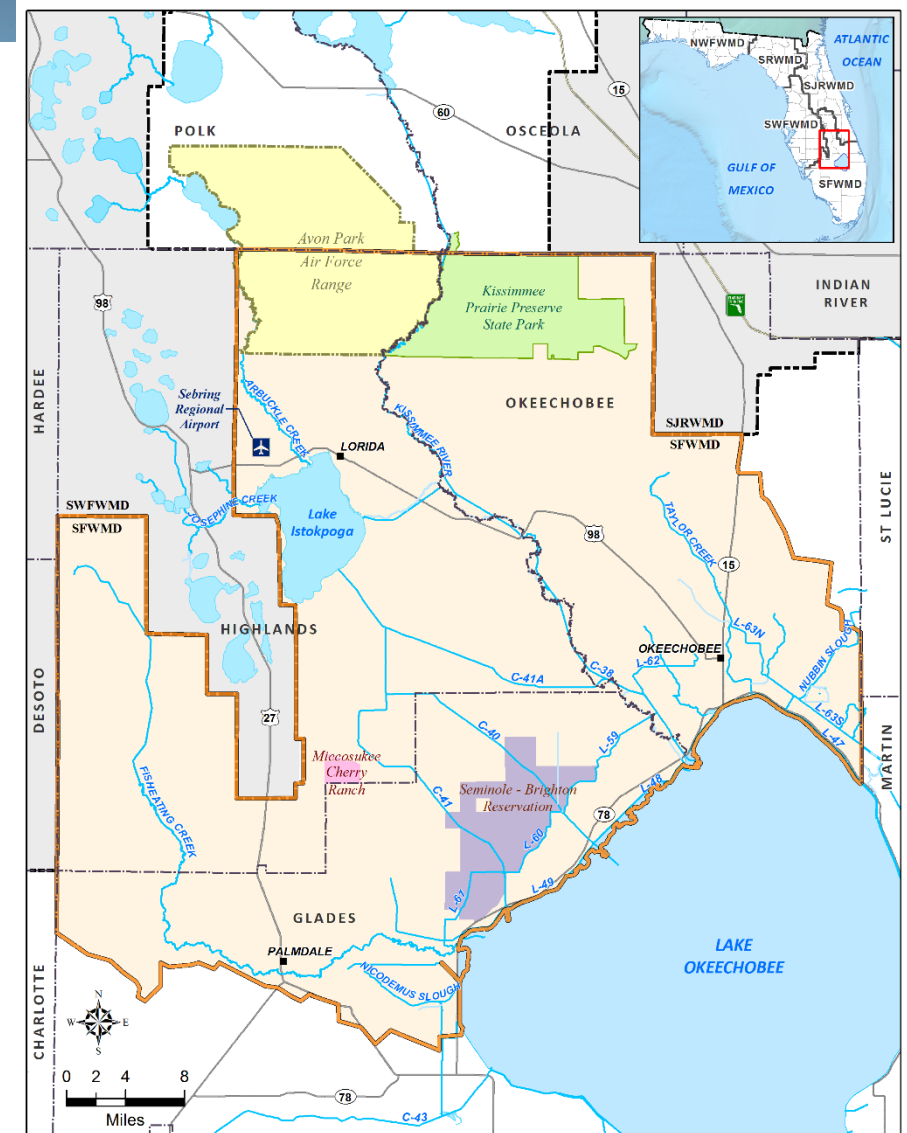 NWFWMD
SRWMD
ATLANTIC
OCEAN
SJRWMD
SWFWMD
GULF OF
MEXICO
SFWMD
15
60
POLK
OSCEOLA
Avon Park
Air Force
Range
98
Kissimmee
Prairie Preserve
State Park
INDIAN
RIVER
HARDEE
Sebring
Regional
Airport
ARBUCKLE CREEK
KISSIMMEE RIVER
OKEECHOBEE
SJRWMD
SFWMD
LORIDA
ST LUCIE
SWFWMD
SFWMD
JOSEPHINE CREEK
Lake
Istokpoga
TAYLOR CREEK
98
15
HIGHLANDS
L-63N
OKEECHOBEE
L-62
C-38
NUBBIN SLOUGH
C-41A
DESOTO
27
C-40
L-59
L-63S
L-47
MARTIN
Miccosukee
Cherry
Ranch
FISHEATING CREEK
C-41
Seminole - Brighton
Reservation
L-48
78
L-60
L-49
L-61
GLADES
PALMDALE
NICODEMUS SLOUGH
LAKE
OKEECHOBEE
CHARLOTTE
N
W
E
S
0 2 4 8
Miles
78
C-43